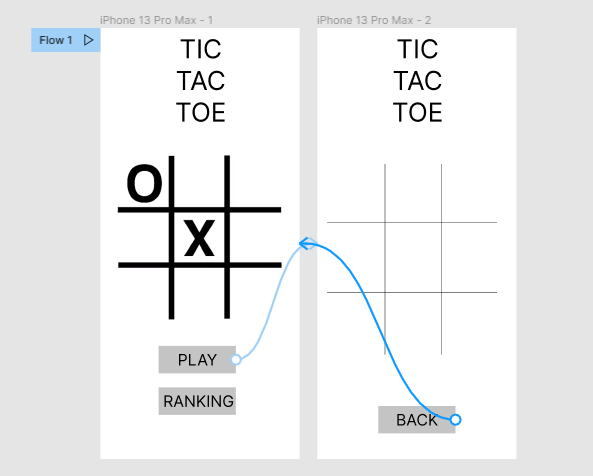 iPhone 13 Pro Max - 1
iPhone 13 Pro Max - 2
Flow 1
TIC
TAC
TOE
O
X
PLAY
RANKING
TIC
TAC
TOE
BACK